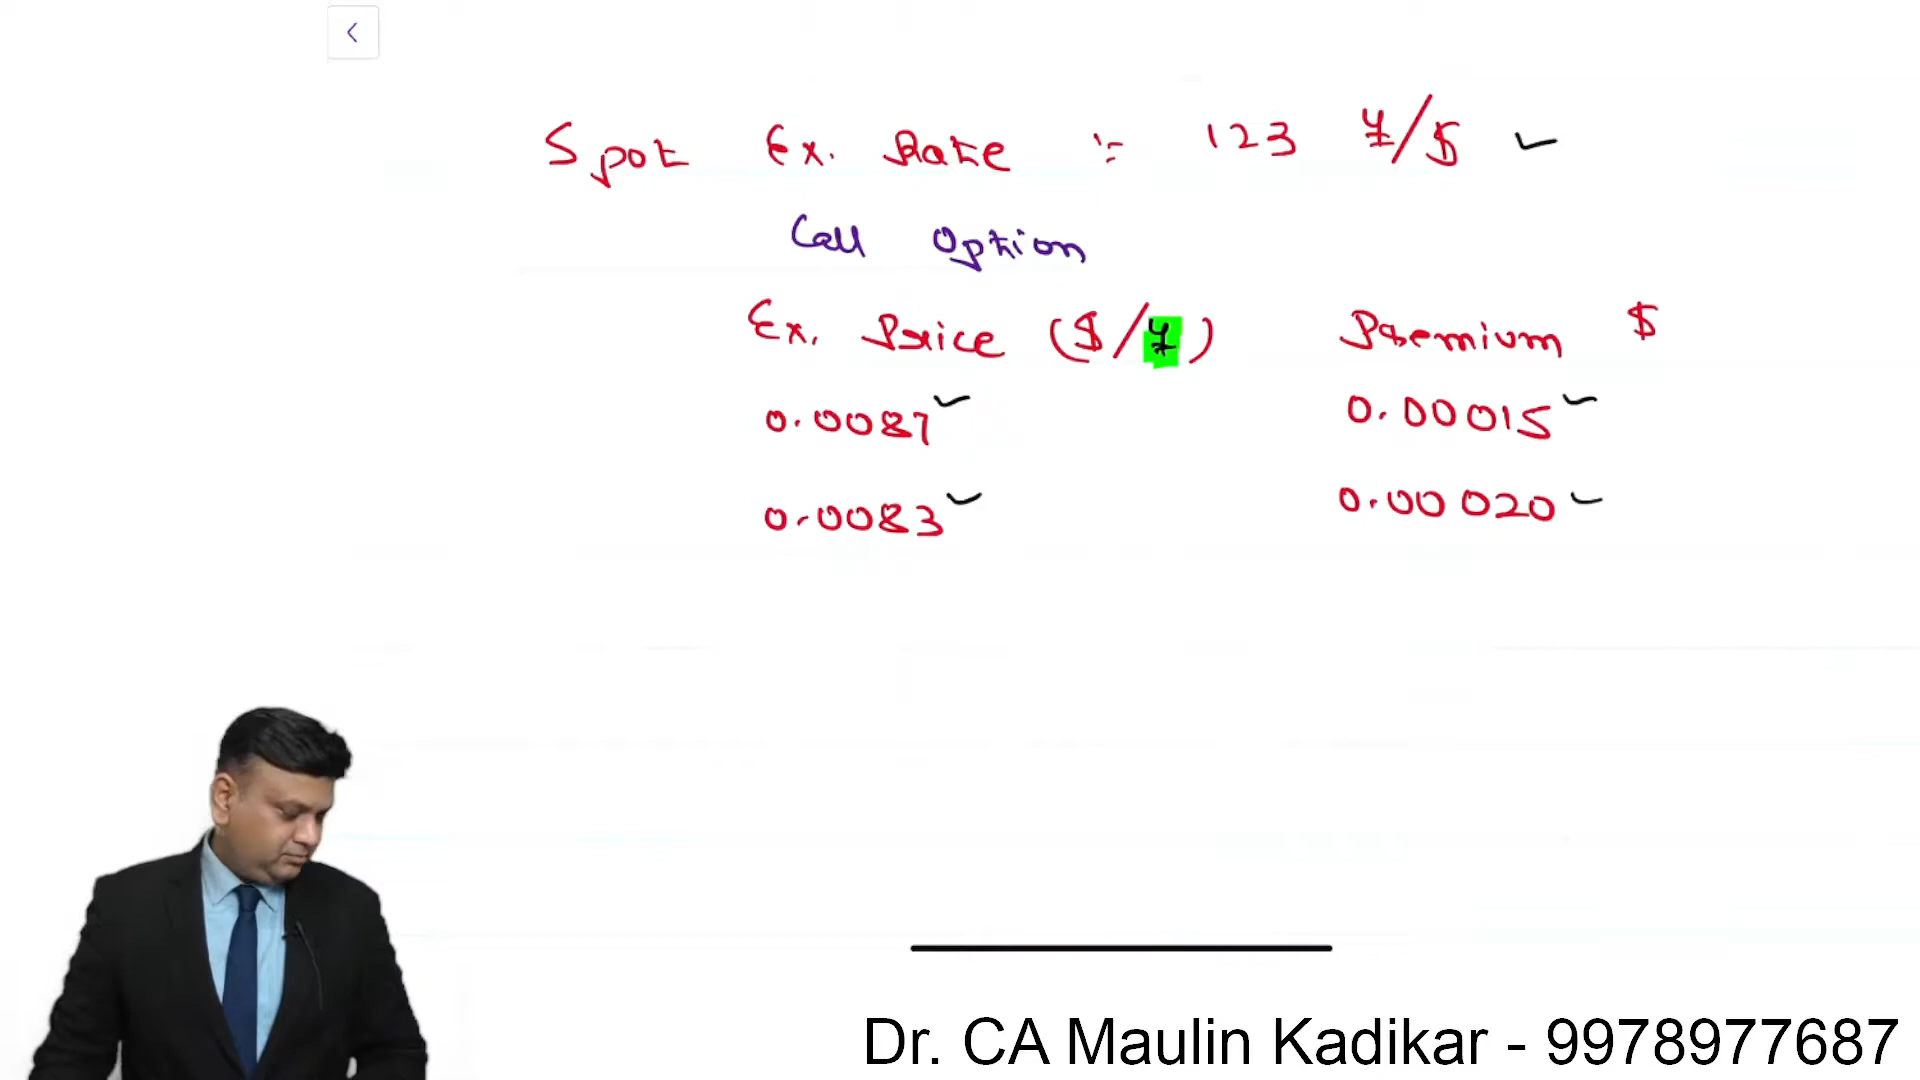 Spot Ex. Rate := 123 ¥/$
Call Option
Ex. Price ($/¥) Premium $
0.0087 0.00015
0.0083 0.00020
Dr. CA Maulin Kadikar - 9978977687